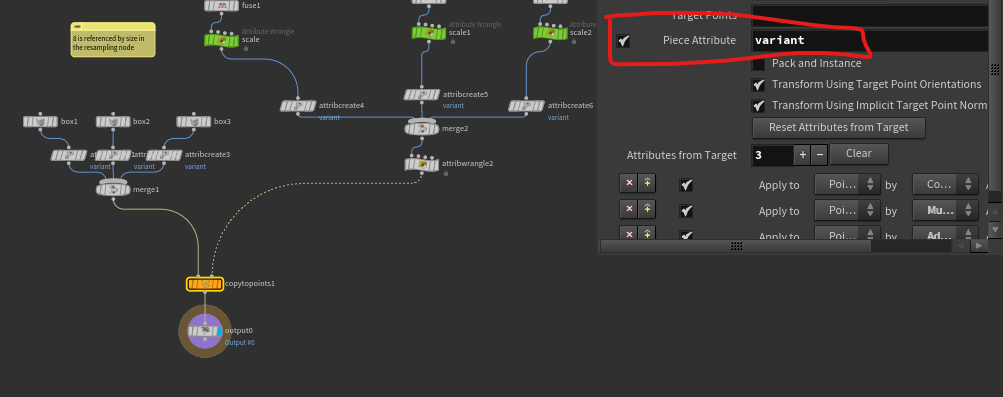 fuse1
Attribute Wrangle
scale
8 is referenced by size in
the resampling node
Attribute Wrangle
scale1
Attribute
scale2
attribcreate4
variant
attribcreate5
variant
attribcreate6
variant
merge2
attribwrangle2
box1
box2
box3
variant
variant
attribcreate3
variant
merge1
copytopoints1
output0
Output #0
Target Points
Piece Attribute variant
Pack and Instance
Transform Using Target Point Orientations
Transform Using Implicit Target Point Norm
Reset Attributes from Target
Attributes from Target 3 + − Clear
Apply to Poi... by Co...
Apply to Poi... by Mu...
Apply to Poi... by Ad...